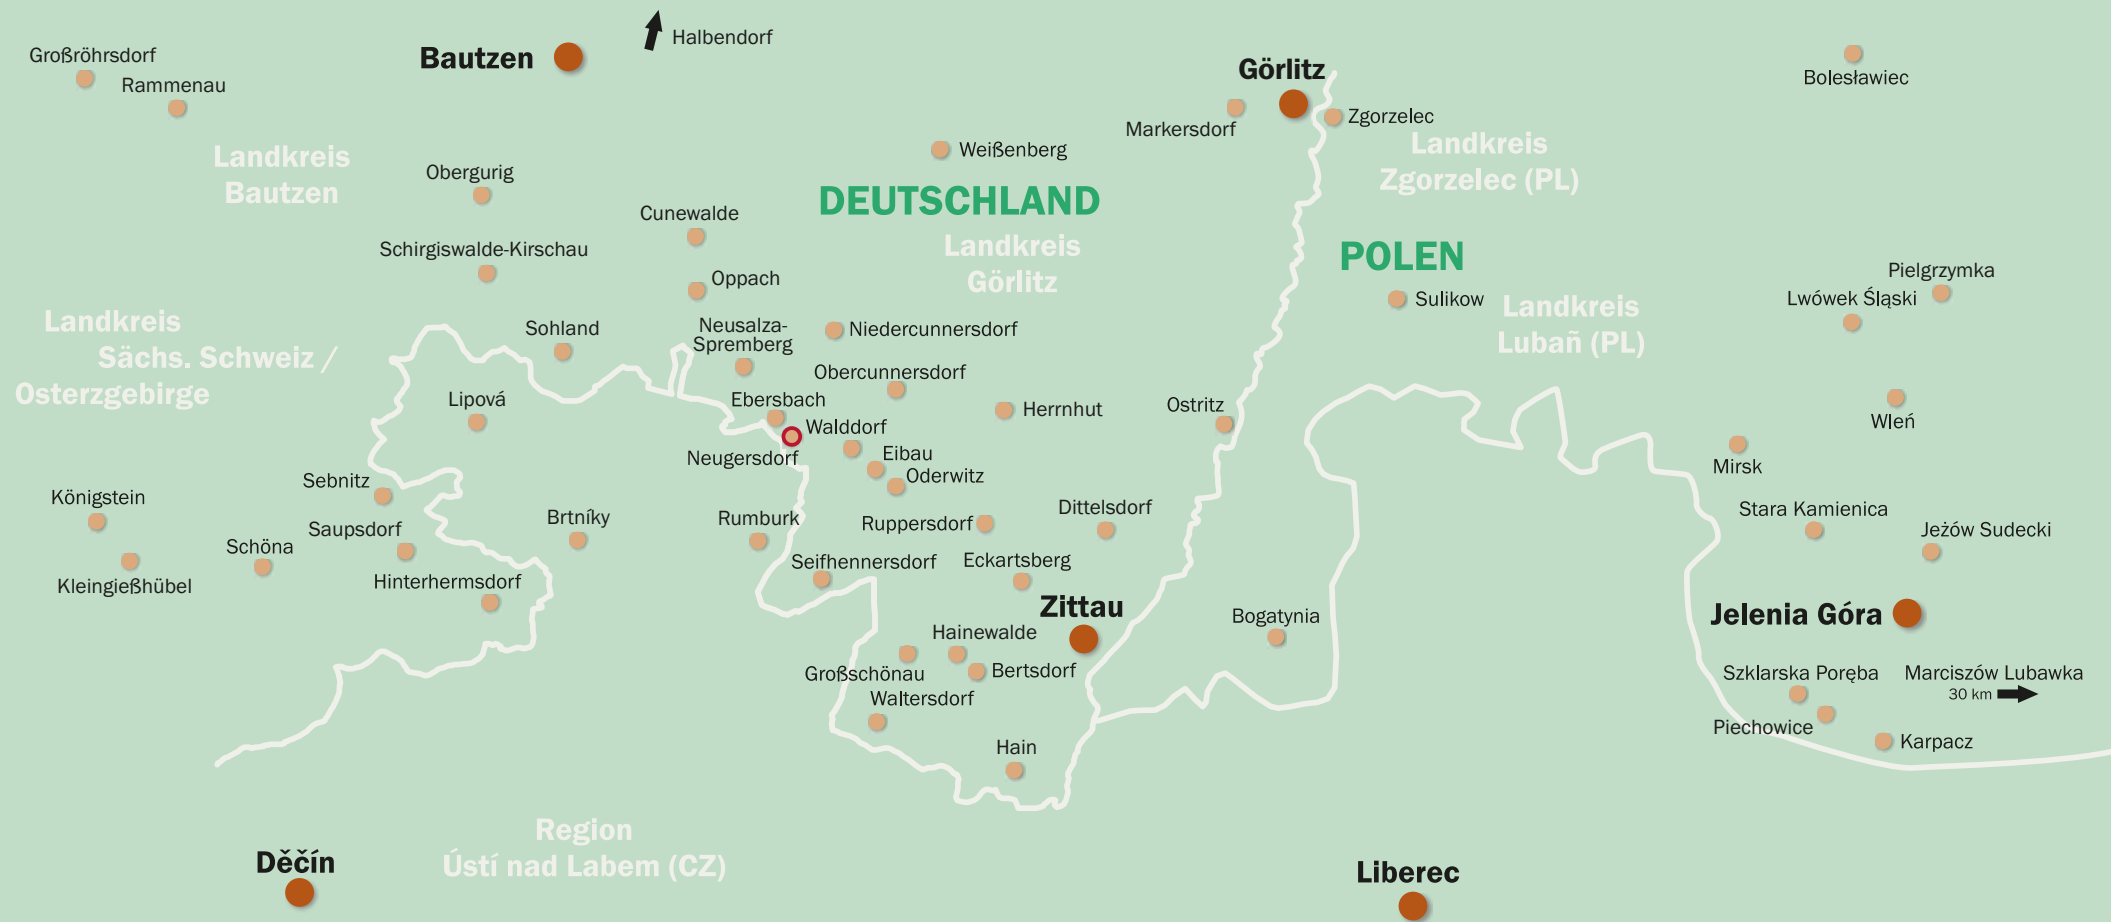 Halbendorf
Großröhrsdorf
Bautzen
Görlitz
Bolesławiec
Rammenau
Zgorzelec
Markersdorf
Landkreis
Bautzen
Weißenberg
Landkreis
Zgorzelec (PL)
Obergurig
DEUTSCHLAND
Cunewalde
Landkreis
Görlitz
Schirgiswalde-Kirschau
POLEN
Oppach
Pielgrzymka
Lwówek Śląski
Sulikow
Landkreis
Lubañ (PL)
Landkreis
Sächs. Schweiz /
Osterzgebirge
Sohland
Neusalza-
Spremberg
Niedercunnersdorf
Obercunnersdorf
Lipová
Ebersbach
Herrnhut
Ostritz
Wleń
Walddorf
Neugersdorf
Eibau
Mirsk
Oderwitz
Sebnitz
Königstein
Dittelsdorf
Stara Kamienica
Brtníky
Rumburk
Ruppersdorf
Saupsdorf
Jeżów Sudecki
Schöna
Seifhennersdorf
Eckartsberg
Kleingießhübel
Hinterhermsdorf
Zittau
Bogatynia
Jelenia Góra
Hainewalde
Großschönau
Bertsdorf
Szklarska Poręba
Marciszów Lubawka
30 km
Waltersdorf
Piechowice
Karpacz
Hain
Region
Ústí nad Labem (CZ)
Děčín
Liberec